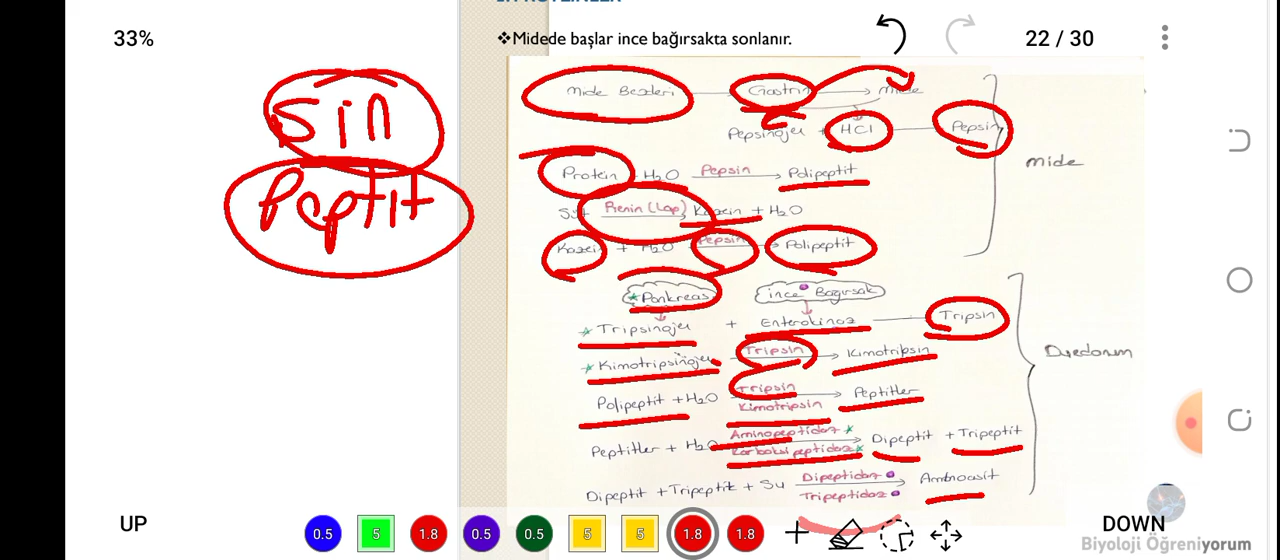 33%
22 / 30
❖Midede başlar ince bağırsakta sonlanır.
Sin
Peptit
Mide Bezleri Gastrin Mide
Pepsinojen + HCl Pepsin
Mide
Protein H₂O Pepsin Polipeptit
Süt Renin (Lap) Kazein + H₂O
Kazein + H₂O Pepsin Polipeptit
Pankreas ince Bağırsak
Tripsinojen + Enterokinaz Tripsin
Kimotripsinojen Tripsin Kimotripsin
Duedonum
Polipeptit + H₂O Tripsin Peptitler
Kimotripsin
Peptitler + H₂O Aminopeptidaz Dipeptit + Tripeptit
Karboksipeptidaz
Dipeptit + Tripeptit + Su Dipeptidaz Aminoasit
Tripeptidaz
UP
0.5 5 1.8 0.5 0.5 5 5 1.8 1.8
DOWN
Biyoloji Öğreniyorum